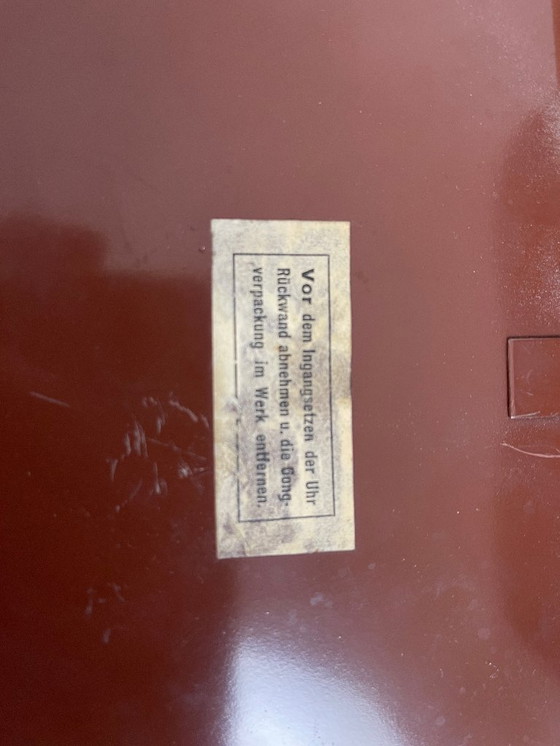 Vor dem Ingangsetzen der Uhr
Rückwand abnehmen u. die Gong-
verpackung im Werk entfernen.